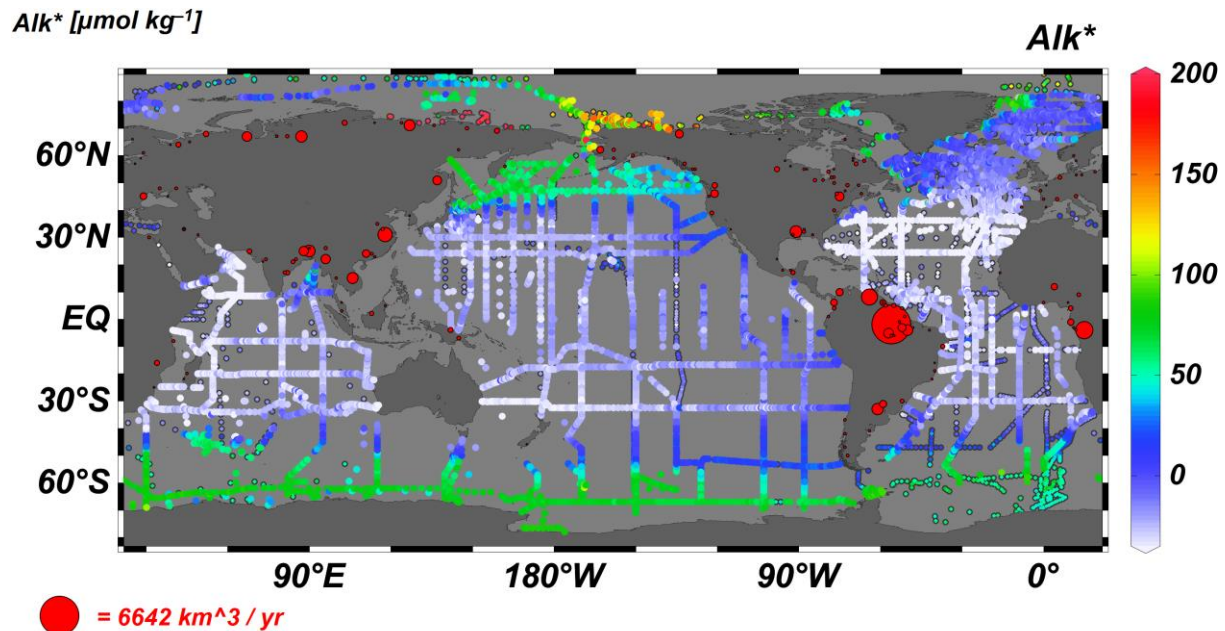 Alk* [µmol kg⁻¹]
Alk*
200
150
100
50
0
60°N
30°N
EQ
30°S
60°S
90°E 180°W 90°W 0°
= 6642 km^3 / yr